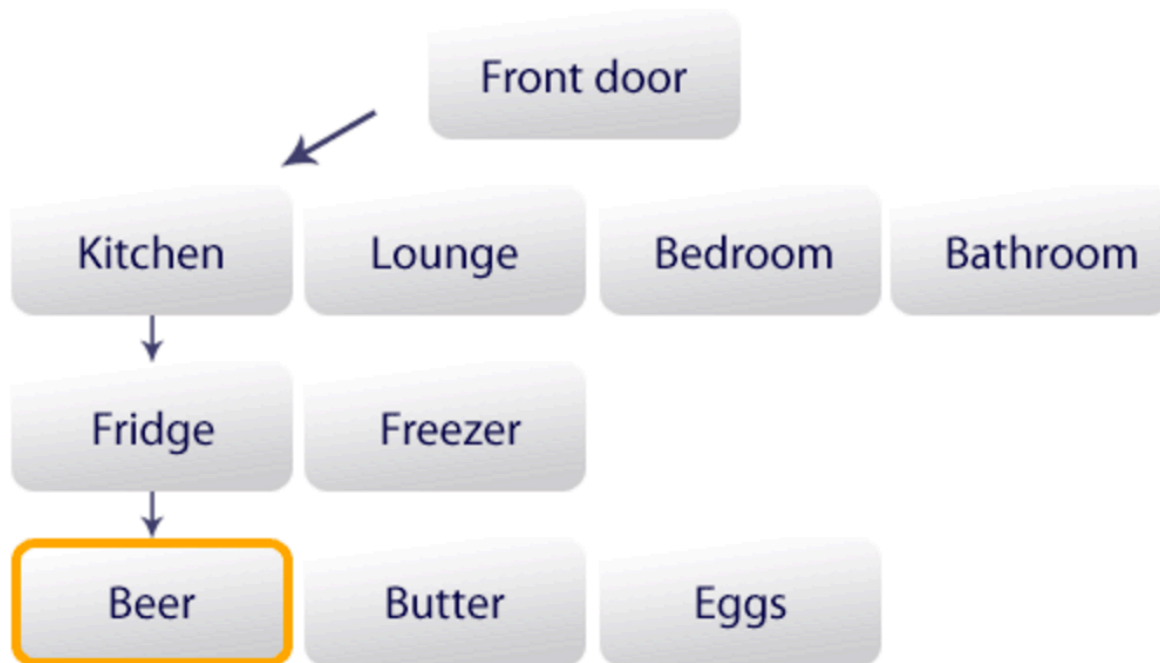 Front door
Kitchen Lounge Bedroom Bathroom
Fridge Freezer
Beer Butter Eggs